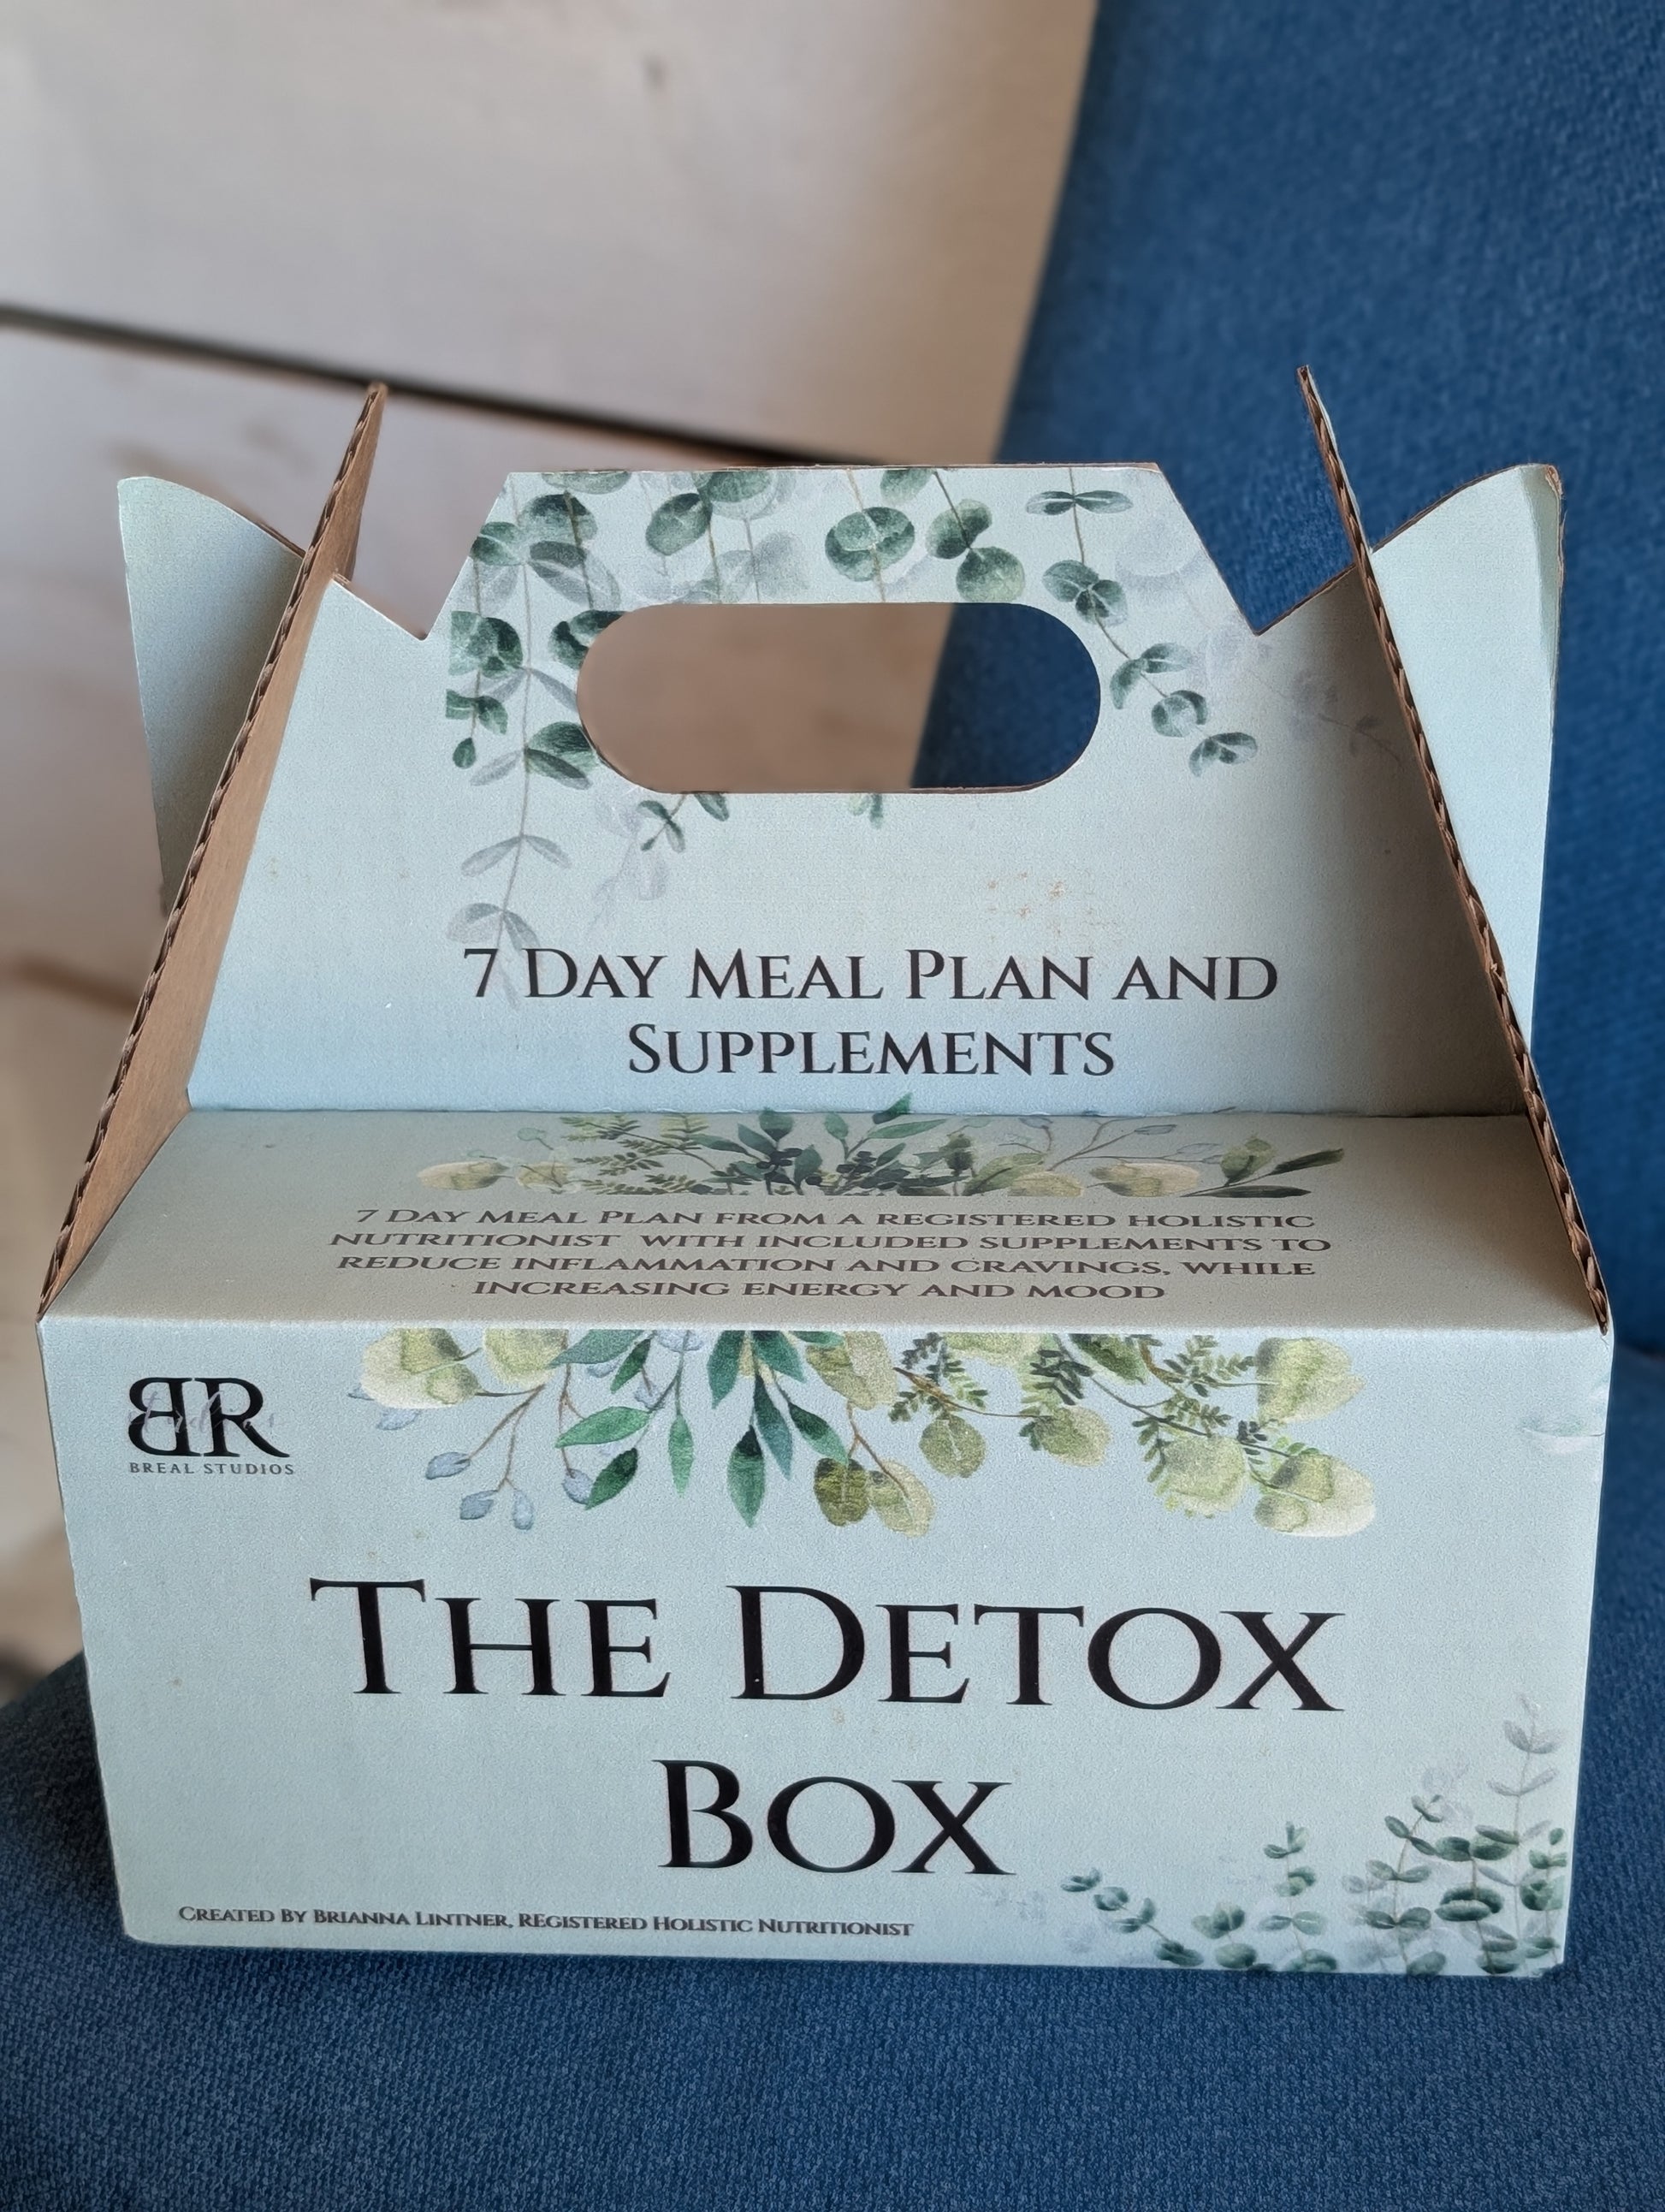 7 Day Meal Plan and
Supplements
7 Day Meal Plan from a registered holistic
nutritionist with included supplements to
reduce inflammation and cravings, while
increasing energy and mood
BR
BREAL STUDIOS
The Detox
Box
Created by Brianna Lintner, Registered Holistic Nutritionist